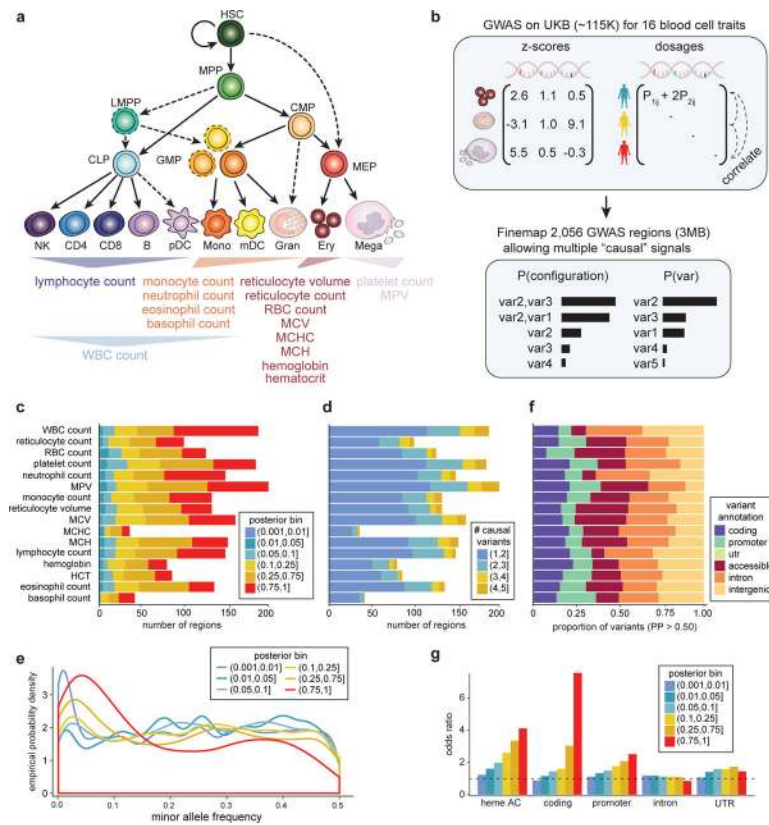 a
HSC
MPP
LMPP
CMP
CLP
GMP
MEP
NK CD4 CD8 B pDC Mono mDC Gran Ery Mega
lymphocyte count
monocyte count
neutrophil count
eosinophil count
basophil count
reticulocyte volume
reticulocyte count
RBC count
MCV
MCHC
MCH
hemoglobin
hematocrit
platelet count
MPV
WBC count
b
GWAS on UKB (~115K) for 16 blood cell traits
z-scores dosages
2.6 1.1 0.5
-3.1 1.0 9.1
5.5 0.5 -0.3
P1ij + 2P2ij
correlate
Finemap 2,056 GWAS regions (3MB)
allowing multiple "causal" signals
P(configuration) P(var)
var2,var3 var2
var2,var1 var3
var2 var1
var3 var4
var4 var5
c
WBC count
reticulocyte count
RBC count
platelet count
neutrophil count
MPV
monocyte count
reticulocyte volume
MCV
MCHC
MCH
lymphocyte count
hemoglobin
HCT
eosinophil count
basophil count
posterior bin
(0.001,0.01]
(0.01,0.05]
(0.05,0.1]
(0.1,0.25]
(0.25,0.75]
(0.75,1]
0 50 100 150 200
number of regions
d
# causal
variants
(1,2]
(2,3]
(3,4]
(4,5]
0 50 100 150 200
number of regions
f
variant
annotation
coding
promoter
utr
accessible
intron
intergenic
0 0.25 0.50 0.75 1.00
proportion of variants (PP > 0.50)
e
posterior bin
(0.001,0.01] (0.1,0.25]
(0.01,0.05] (0.25,0.75]
(0.05,0.1] (0.75,1]
empirical probability density
3
2
1
0
0.0 0.1 0.2 0.3 0.4 0.5
minor allele frequency
g
posterior bin
(0.001,0.01]
(0.01,0.05]
(0.05,0.1]
(0.1,0.25]
(0.25,0.75]
(0.75,1]
odds ratio
6
4
2
0
heme AC coding promoter intron UTR